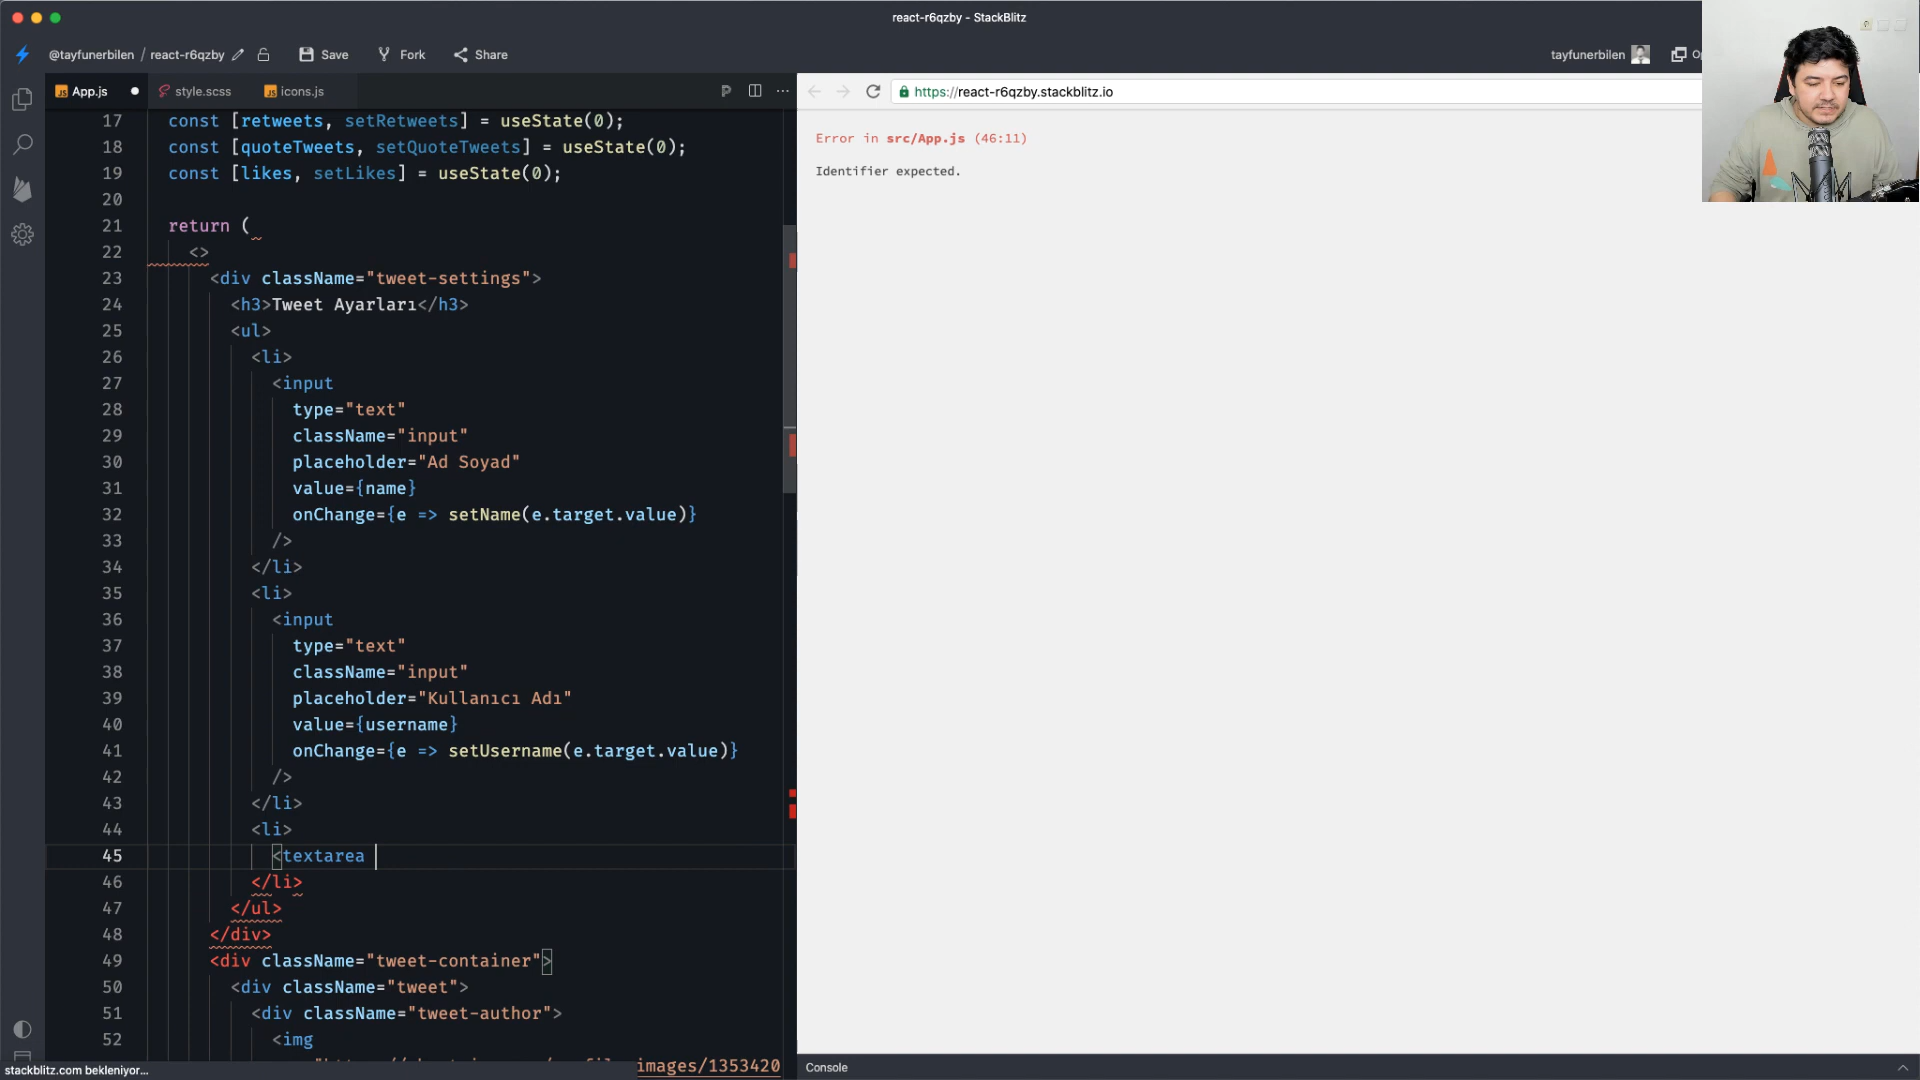 react-r6qzby - StackBlitz
@tayfunerbilen / react-r6qzby
Save
Fork
Share
tayfunerbilen
App.js
style.scss
icons.js
https://react-r6qzby.stackblitz.io
17 const [retweets, setRetweets] = useState(0);
18 const [quoteTweets, setQuoteTweets] = useState(0);
19 const [likes, setLikes] = useState(0);
20
21 return (
22 <>
23 <div className="tweet-settings">
24 <h3>Tweet Ayarları</h3>
25 <ul>
26 <li>
27 <input
28 type="text"
29 className="input"
30 placeholder="Ad Soyad"
31 value={name}
32 onChange={e => setName(e.target.value)}
33 />
34 </li>
35 <li>
36 <input
37 type="text"
38 className="input"
39 placeholder="Kullanıcı Adı"
40 value={username}
41 onChange={e => setUsername(e.target.value)}
42 />
43 </li>
44 <li>
45 <textarea
46 </li>
47 </ul>
48 </div>
49 <div className="tweet-container">
50 <div className="tweet">
51 <div className="tweet-author">
52 <img
images/1353420
Error in src/App.js (46:11)
Identifier expected.
stackblitz.com bekleniyor...
Console